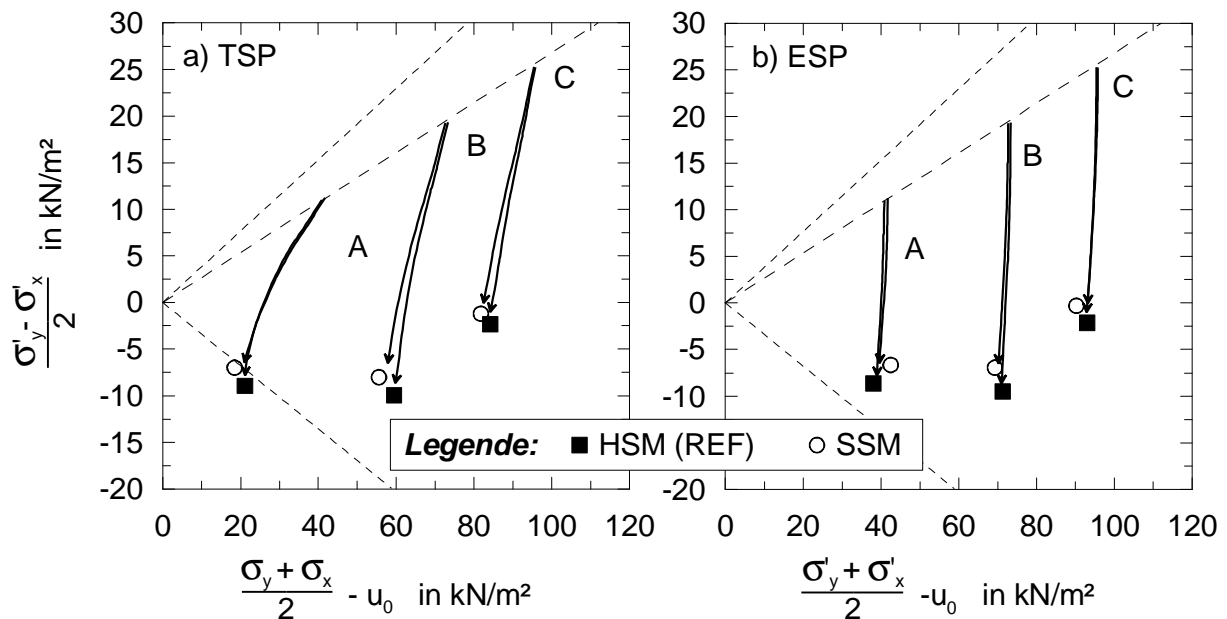 a) TSP
b) ESP
30
25
20
15
10
5
0
-5
-10
-15
-20
σ'y - σ'x
2
in kN/m²
A
B
C
30
25
20
15
10
5
0
-5
-10
-15
-20
A
B
C
Legende: HSM (REF) SSM
0 20 40 60 80 100 120
0 20 40 60 80 100 120
σy + σx
2
- u0 in kN/m²
σ'y + σ'x
2
-u0 in kN/m²